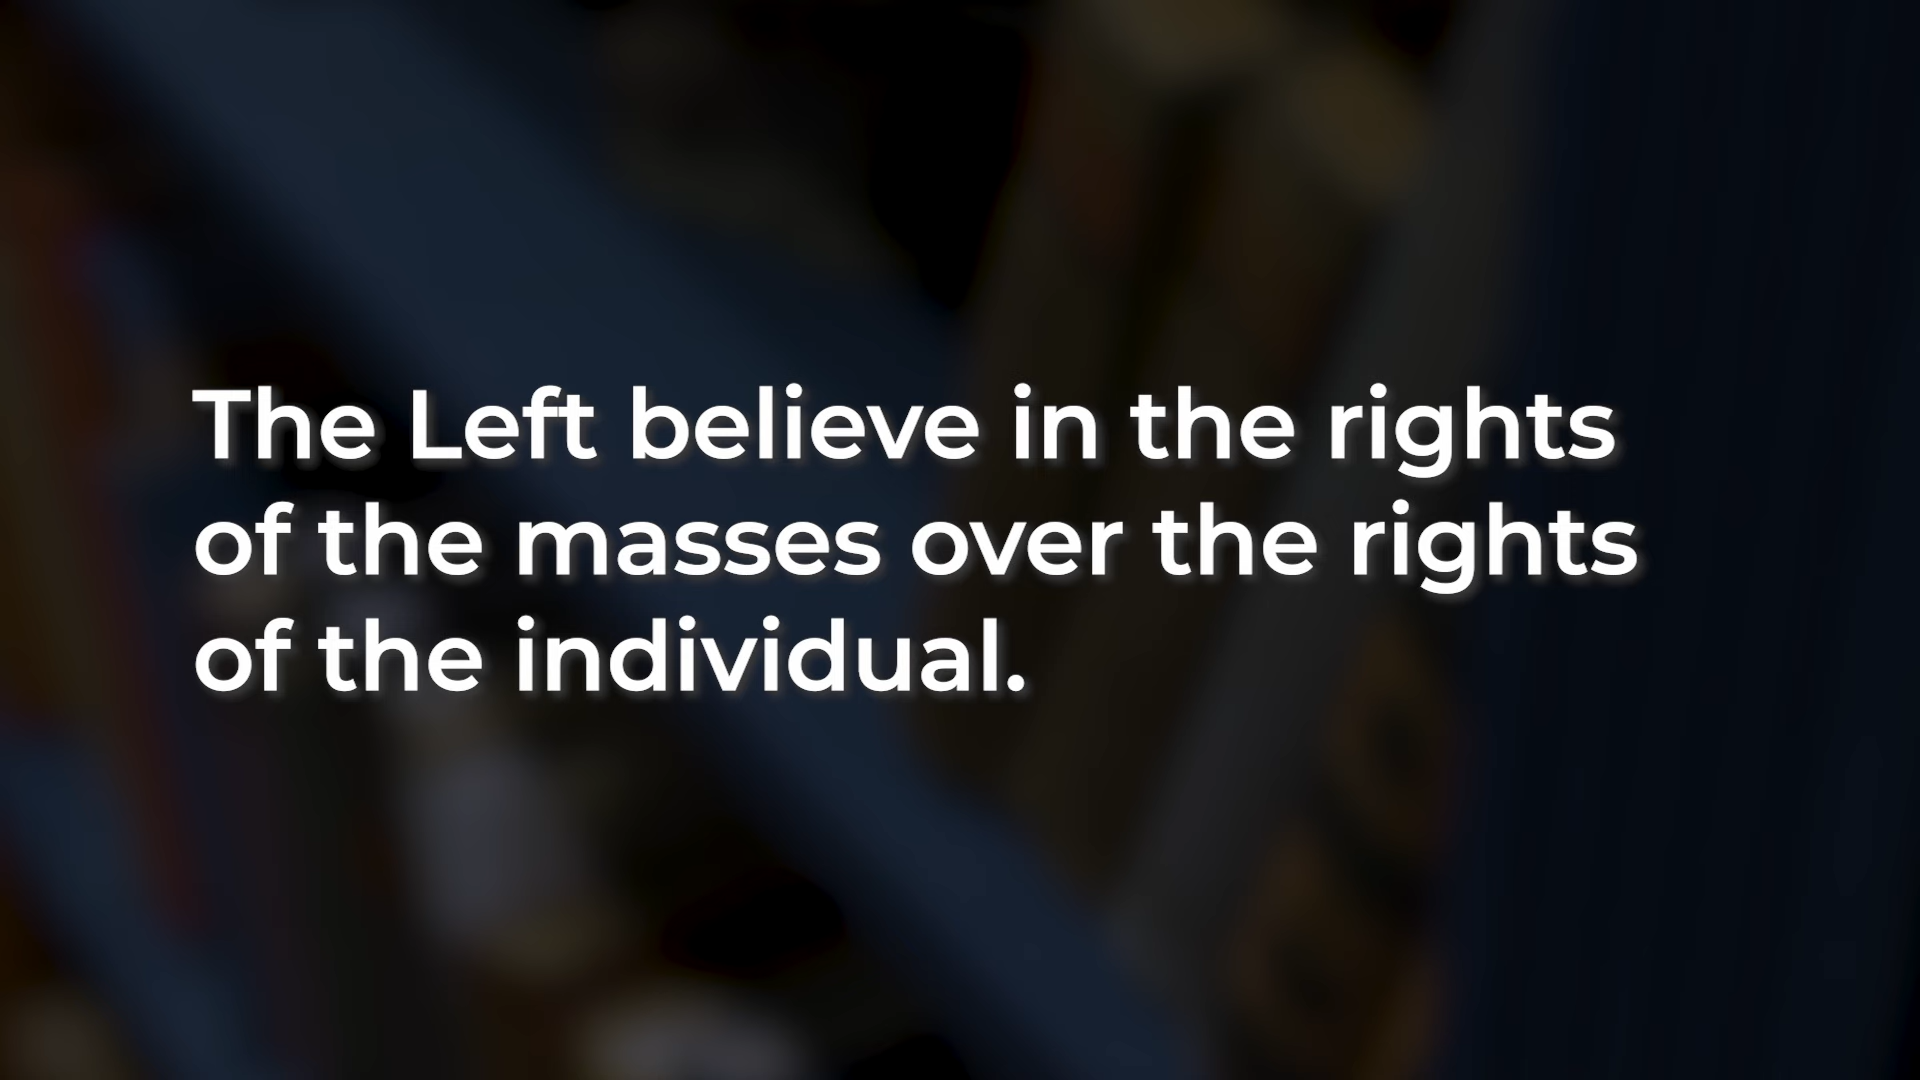 The Left believe in the rights
of the masses over the rights
of the individual.